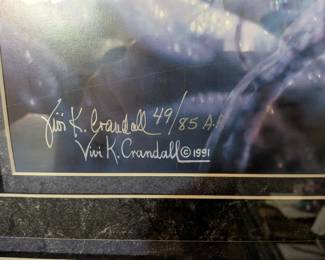 Vivi K. Crandall 49/85 A.P.
Vivi K. Crandall © 1991